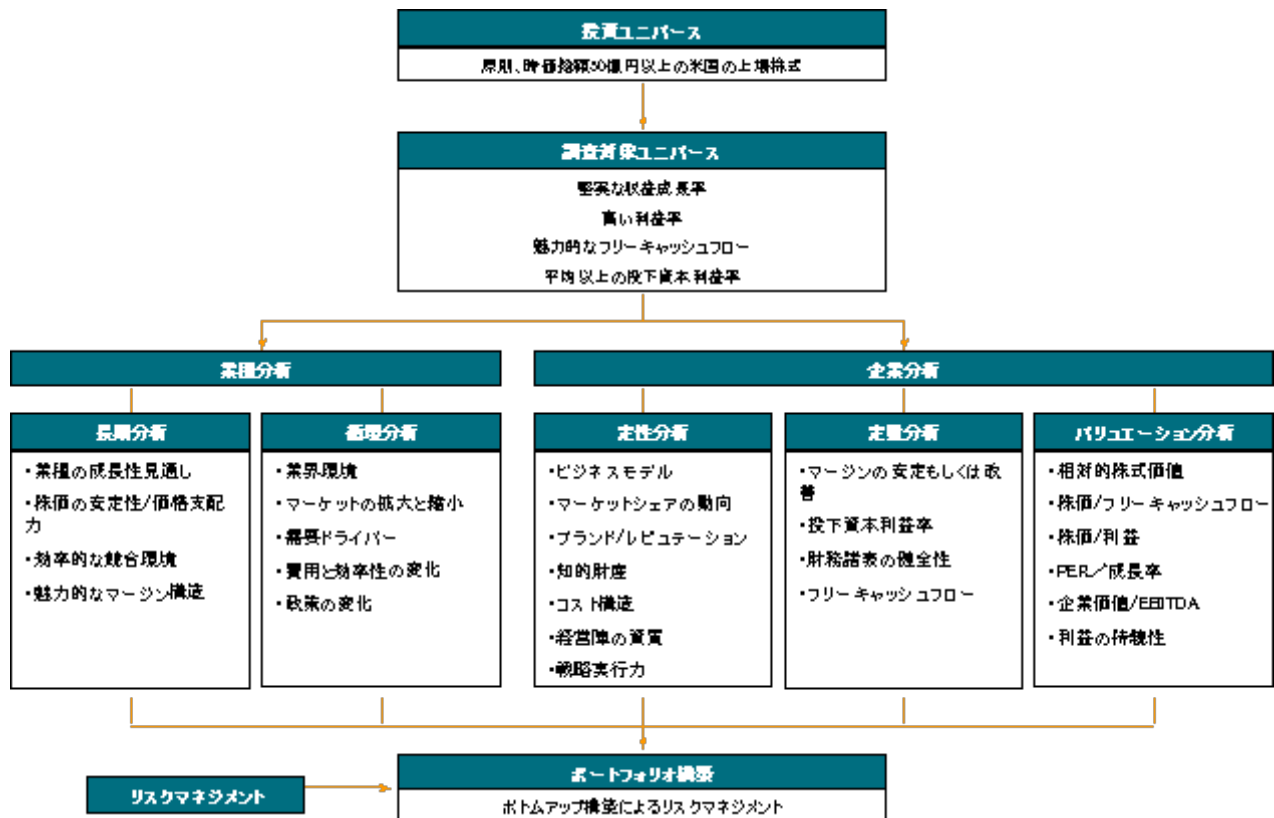 投資ユニバース
原則、時価総額50億円以上の米国の上場株式
調査対象ユニバース
堅実な収益成長率
高い利益率
魅力的なフリーキャッシュフロー
平均以上の投下資本利益率
業種分析
企業分析
長期分析
・業種の成長性見通し
・株価の安定性/価格支配
力
・効率的な競合環境
・魅力的なマージン構造
循環分析
・業界環境
・マーケットの拡大と縮小
・需要ドライバー
・費用と効率性の変化
・政策の変化
定性分析
・ビジネスモデル
・マーケットシェアの動向
・ブランド/レピュテーション
・知的財産
・コスト構造
・経営陣の資質
・戦略実行力
定量分析
・マージンの安定もしくは改
善
・投下資本利益率
・財務諸表の健全性
・フリーキャッシュフロー
バリュエーション分析
・相対的株式価値
・株価/フリーキャッシュフロー
・株価/利益
・PER／成長率
・企業価値/EBITDA
・利益の持続性
リスクマネジメント
ポートフォリオ構築
ボトムアップ構築によるリスクマネジメント